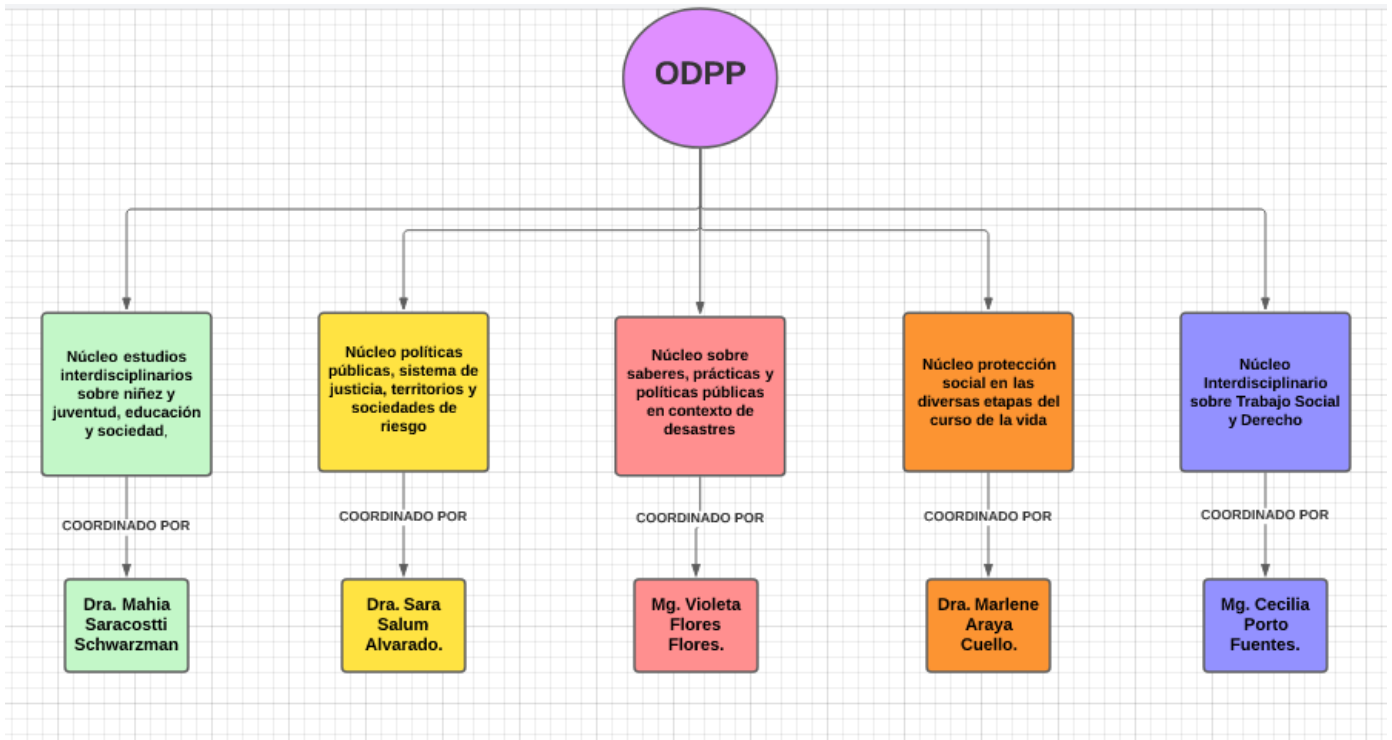 ODPP
Núcleo estudios
interdisciplinarios
sobre niñez y
juventud, educación
y sociedad,
Núcleo políticas
públicas, sistema de
justicia, territorios y
sociedades de
riesgo
Núcleo sobre
saberes, prácticas y
políticas públicas
en contexto de
desastres
Núcleo protección
social en las
diversas etapas del
curso de la vida
Núcleo
Interdisciplinario
sobre Trabajo Social
y Derecho
COORDINADO POR
COORDINADO POR
COORDINADO POR
COORDINADO POR
COORDINADO POR
Dra. Mahia
Saracostti
Schwarzman
Dra. Sara
Salum
Alvarado.
Mg. Violeta
Flores
Flores.
Dra. Marlene
Araya
Cuello.
Mg. Cecilia
Porto
Fuentes.